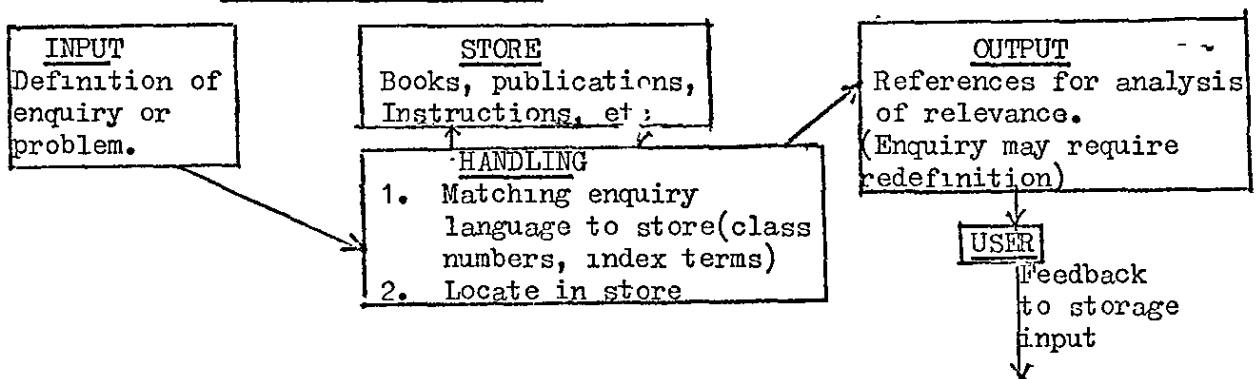 INPUT
Definition of
enquiry or
problem.
STORE
Books, publications,
Instructions,
HANDLING
1. Matching enquiry
language to store(class
numbers, index terms)
2. Locate in store
OUTPUT
References for analysis
of relevance.
(Enquiry may require
redefinition)
USER
Feedback
to storage
input